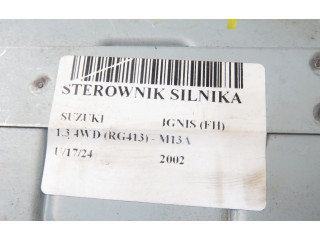 STEROWNIK SILNIKA
SUZUKI IGNIS (FH)
1.3 4WD (RG413) - M13A
U/17/24 2002